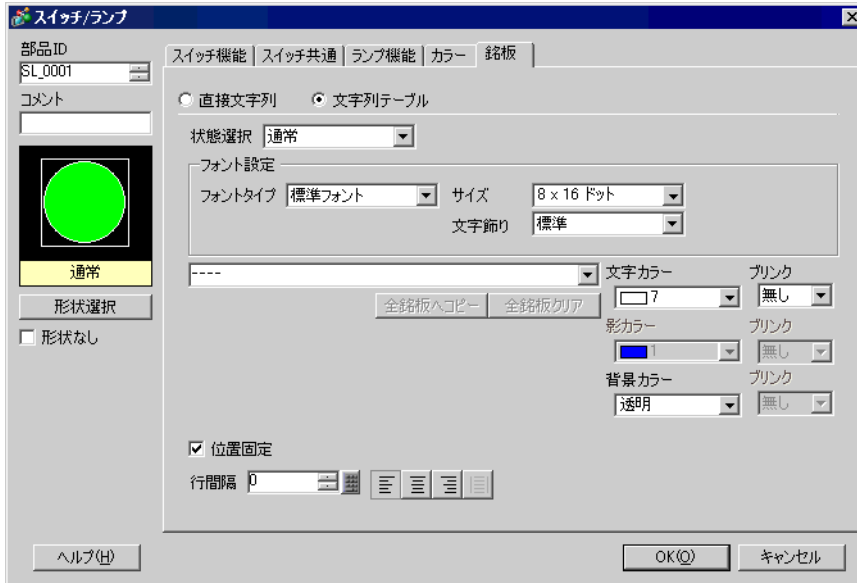 スイッチ/ランプ
部品ID
SL_0001
コメント
通常
形状選択
形状なし
スイッチ機能 スイッチ共通 ランプ機能 カラー 銘板
直接文字列 文字列テーブル
状態選択 通常
フォント設定
フォントタイプ 標準フォント サイズ 8 x 16 ドット
文字飾り 標準
---- 文字カラー ブリンク
7 無し
全銘板へコピー 全銘板クリア
影カラー ブリンク
1 無し
背景カラー ブリンク
透明 無し
位置固定
行間隔 0
ヘルプ(H) OK(O) キャンセル